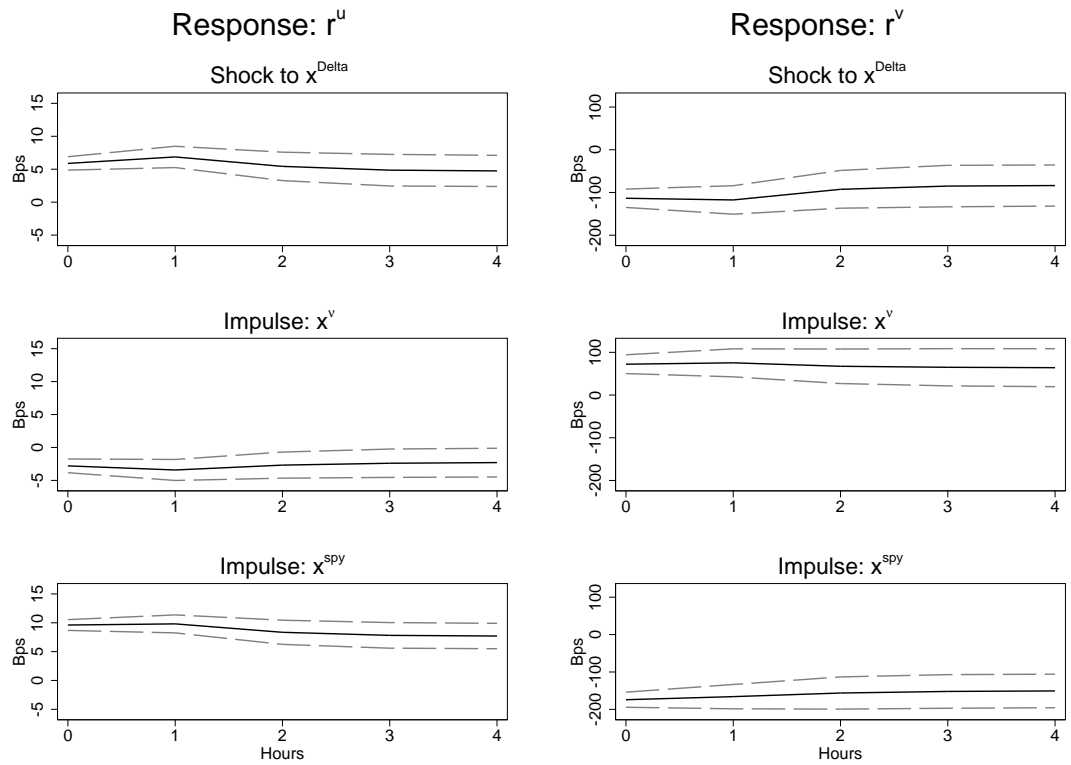 Response: r^u
Response: r^v
Shock to x^Delta
Bps
-5 0 5 10 15
0 1 2 3 4
Shock to x^Delta
Bps
-200 -100 0 100
0 1 2 3 4
Impulse: x^ν
Bps
-5 0 5 10 15
0 1 2 3 4
Impulse: x^ν
Bps
-200 -100 0 100
0 1 2 3 4
Impulse: x^spy
Bps
-5 0 5 10 15
0 1 2 3 4
Hours
Impulse: x^spy
Bps
-200 -100 0 100
0 1 2 3 4
Hours